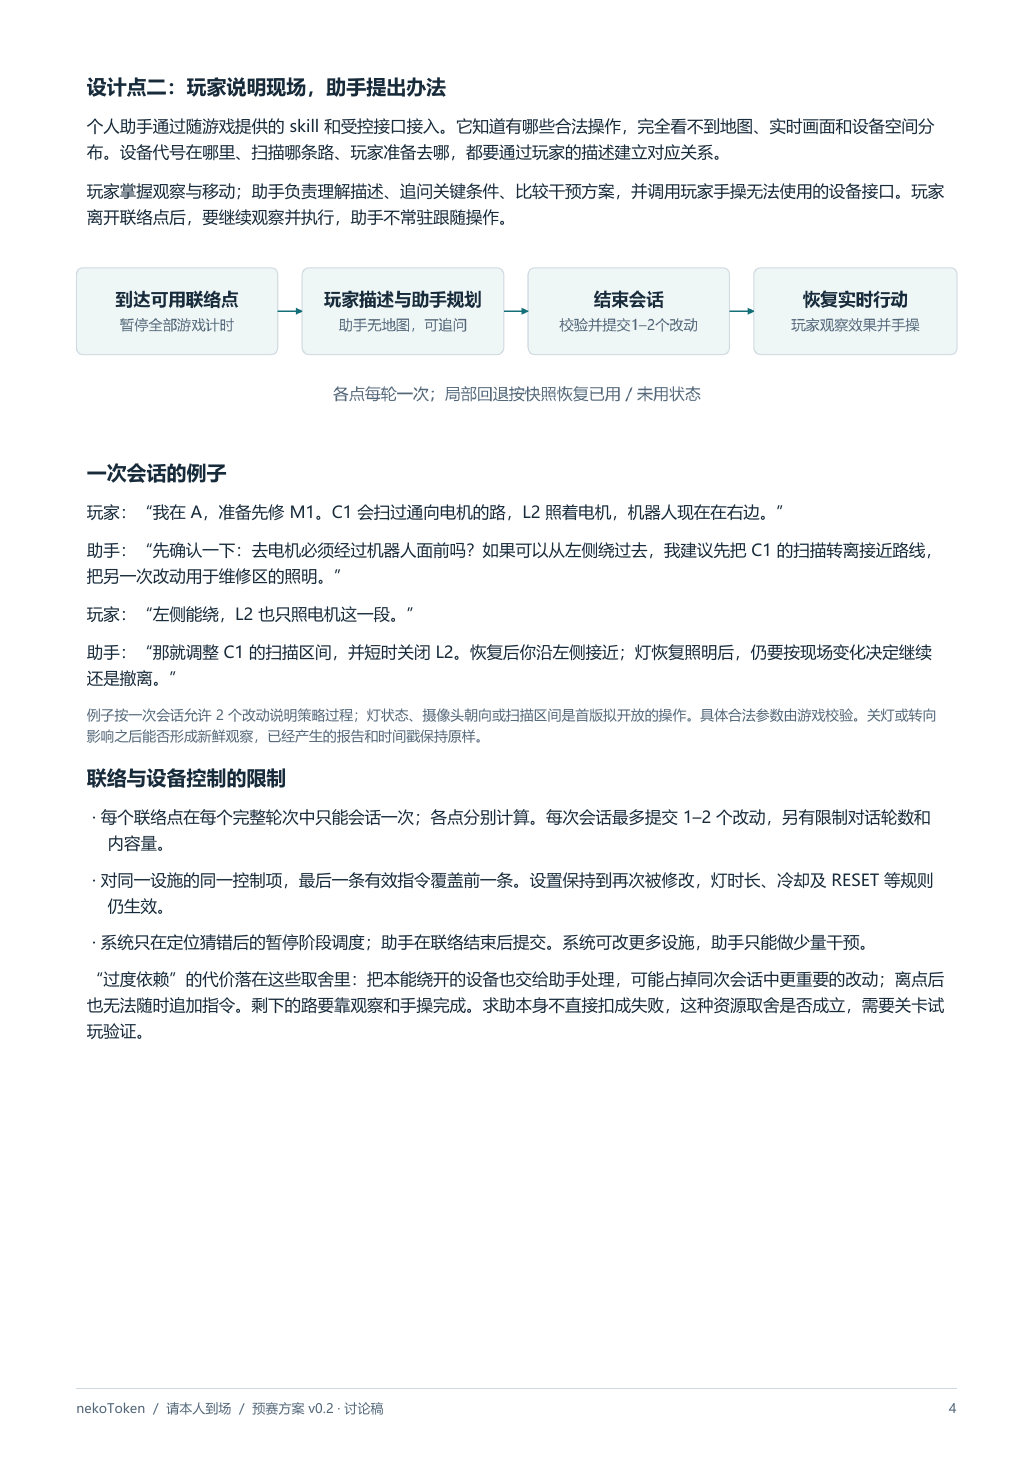 设计点二：玩家说明现场，助手提出办法
个人助手通过随游戏提供的 skill 和受控接口接入。它知道有哪些合法操作，完全看不到地图、实时画面和设备空间分
布。设备代号在哪里、扫描哪条路、玩家准备去哪，都要通过玩家的描述建立对应关系。
玩家掌握观察与移动；助手负责理解描述、追问关键条件、比较干预方案，并调用玩家手操无法使用的设备接口。玩家
离开联络点后，要继续观察并执行，助手不常驻跟随操作。
到达可用联络点
暂停全部游戏计时
玩家描述与助手规划
助手无地图，可追问
结束会话
校验并提交1–2个改动
恢复实时行动
玩家观察效果并手操
各点每轮一次；局部回退按快照恢复已用 / 未用状态
一次会话的例子
玩家：“我在 A，准备先修 M1。C1 会扫过通向电机的路，L2 照着电机，机器人现在在右边。”
助手：“先确认一下：去电机必须经过机器人面前吗？如果可以从左侧绕过去，我建议先把 C1 的扫描转离接近路线，
把另一次改动用于维修区的照明。”
玩家：“左侧能绕，L2 也只照电机这一段。”
助手：“那就调整 C1 的扫描区间，并短时关闭 L2。恢复后你沿左侧接近；灯恢复照明后，仍要按现场变化决定继续
还是撤离。”
例子按一次会话允许 2 个改动说明策略过程；灯状态、摄像头朝向或扫描区间是首版拟开放的操作。具体合法参数由游戏校验。关灯或转向
影响之后能否形成新鲜观察，已经产生的报告和时间戳保持原样。
联络与设备控制的限制
· 每个联络点在每个完整轮次中只能会话一次；各点分别计算。每次会话最多提交 1–2 个改动，另有限制对话轮数和
内容量。
· 对同一设施的同一控制项，最后一条有效指令覆盖前一条。设置保持到再次被修改，灯时长、冷却及 RESET 等规则
仍生效。
· 系统只在定位猜错后的暂停阶段调度；助手在联络结束后提交。系统可改更多设施，助手只能做少量干预。
“过度依赖”的代价落在这些取舍里：把本能绕开的设备也交给助手处理，可能占掉同次会话中更重要的改动；离点后
也无法随时追加指令。剩下的路要靠观察和手操完成。求助本身不直接扣成失败，这种资源取舍是否成立，需要关卡试
玩验证。
nekoToken / 请本人到场 / 预赛方案 v0.2 · 讨论稿
4